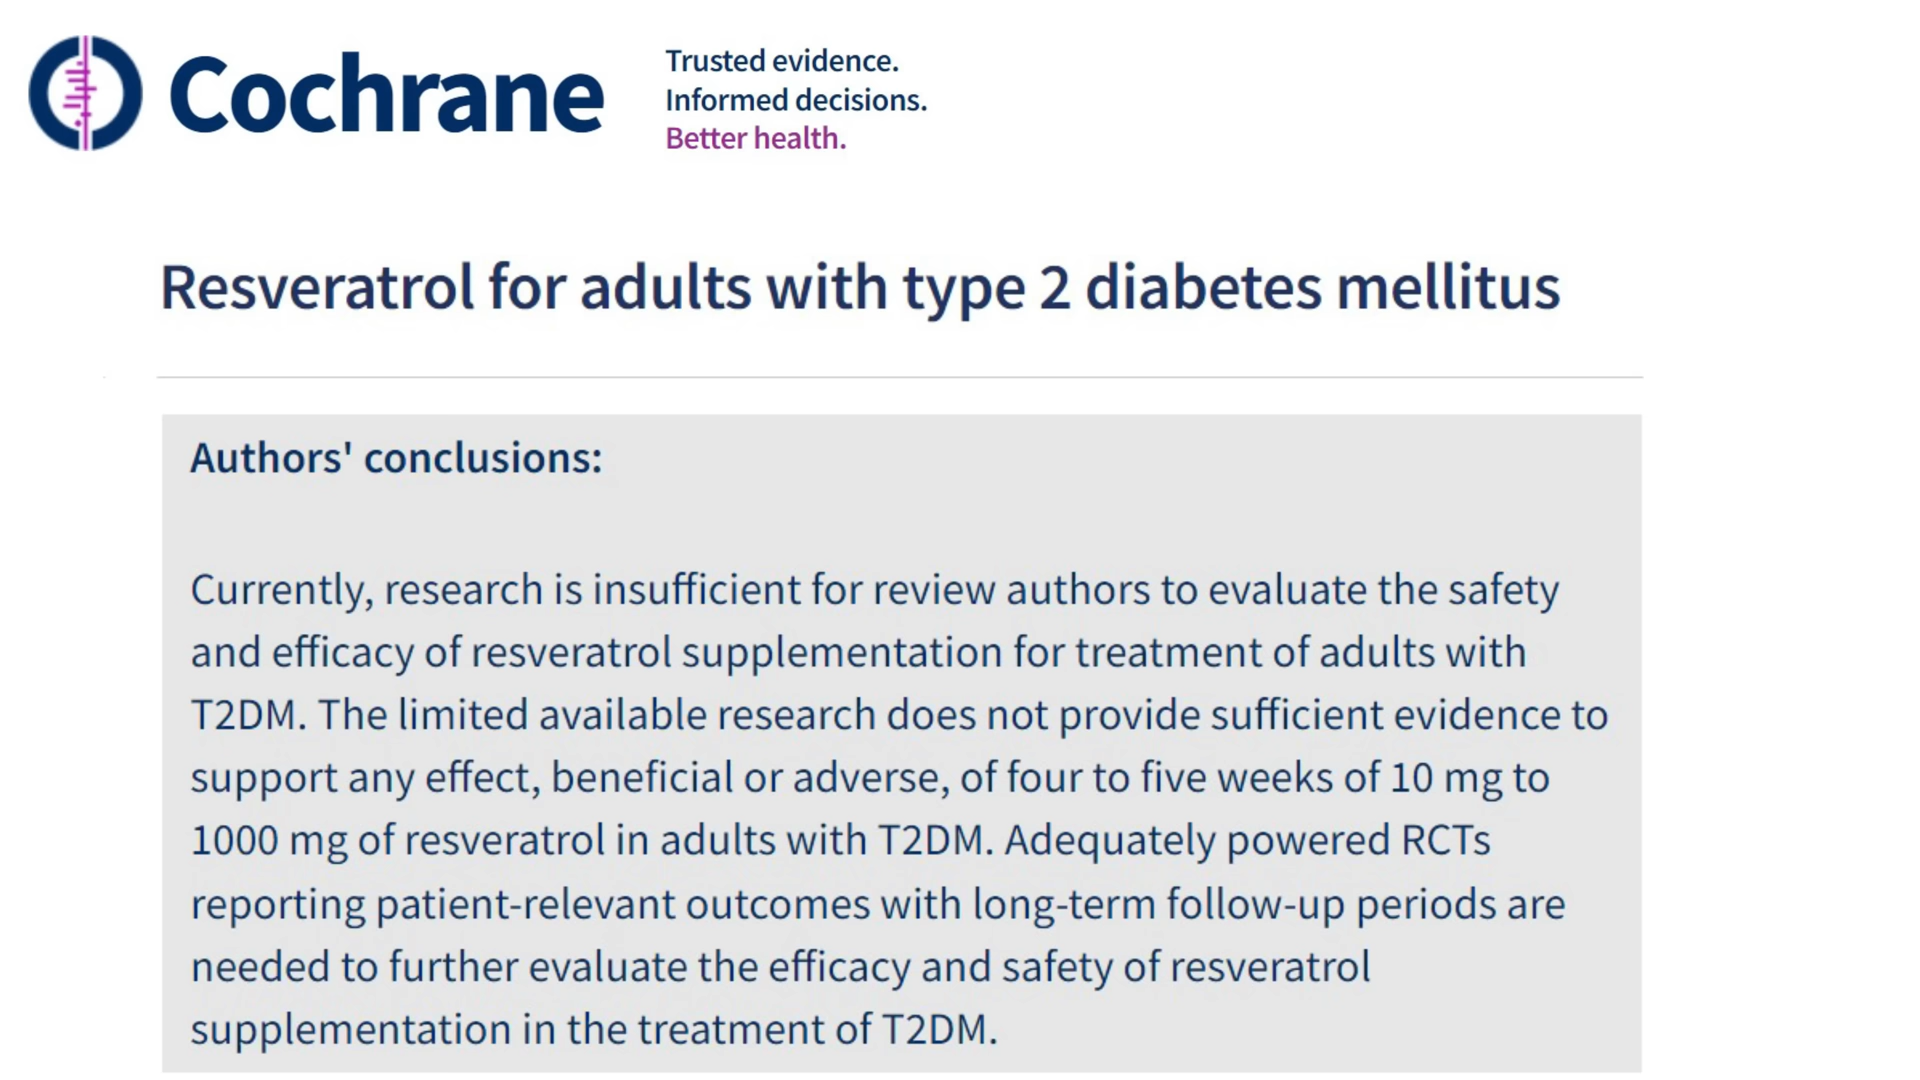 Cochrane
Trusted evidence.
Informed decisions.
Better health.
Resveratrol for adults with type 2 diabetes mellitus
Authors' conclusions:
Currently, research is insufficient for review authors to evaluate the safety
and efficacy of resveratrol supplementation for treatment of adults with
T2DM. The limited available research does not provide sufficient evidence to
support any effect, beneficial or adverse, of four to five weeks of 10 mg to
1000 mg of resveratrol in adults with T2DM. Adequately powered RCTs
reporting patient-relevant outcomes with long-term follow-up periods are
needed to further evaluate the efficacy and safety of resveratrol
supplementation in the treatment of T2DM.